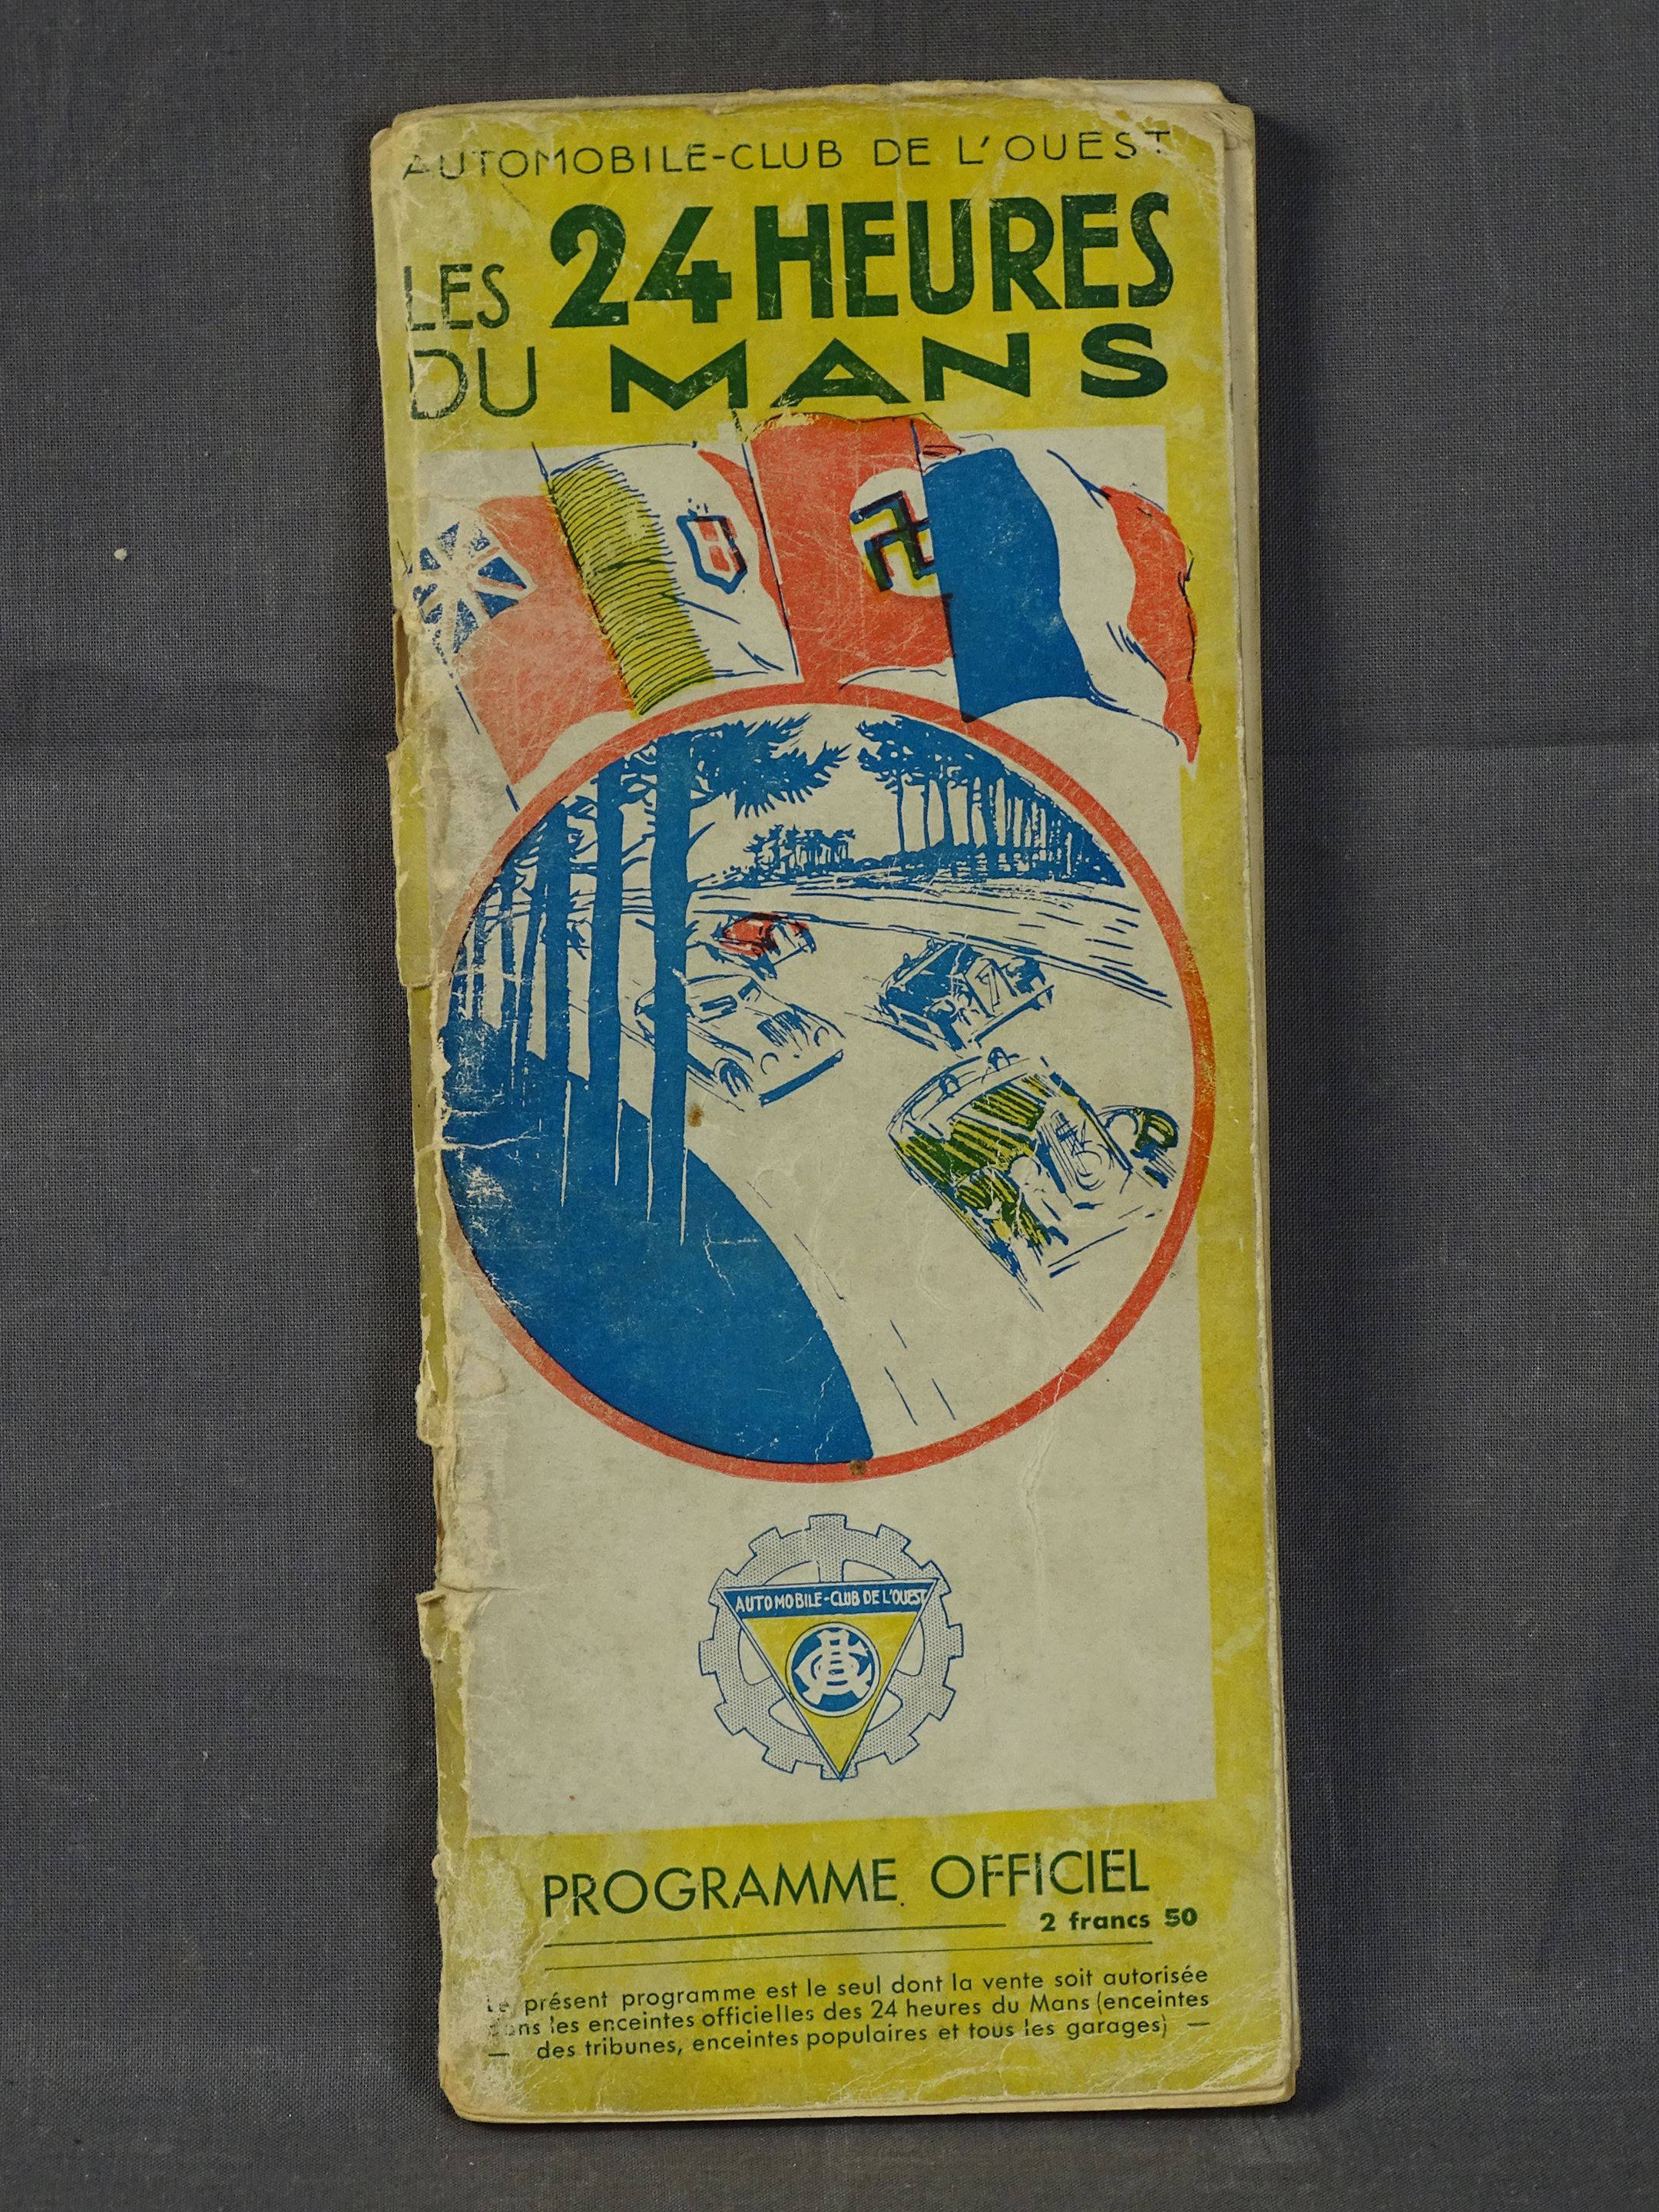 AUTOMOBILE-CLUB DE L'OUEST
LES 24 HEURES
DU MANS
AUTOMOBILE-CLUB DE L'OUEST
PROGRAMME OFFICIEL
2 francs 50
Le présent programme est le seul dont la vente soit autorisée
dans les enceintes officielles des 24 heures du Mans (enceintes
— des tribunes, enceintes populaires et tous les garages) —